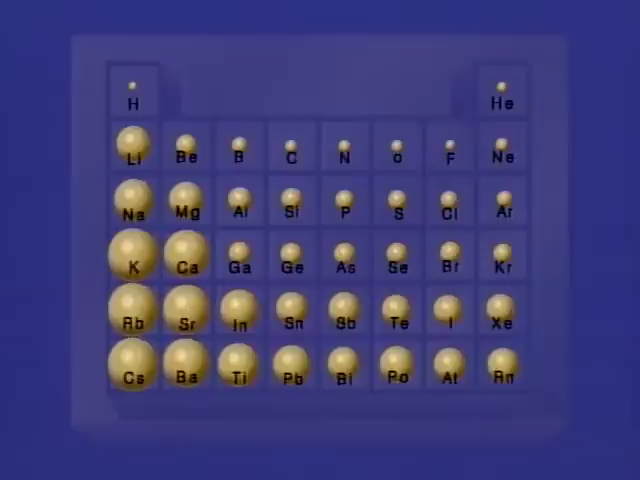 H He
Li Be B C N O F Ne
Na Mg Al Si P S Cl Ar
K Ca Ga Ge As Se Br Kr
Rb Sr In Sn Sb Te I Xe
Cs Ba Ti Pb Bi Po At Rn